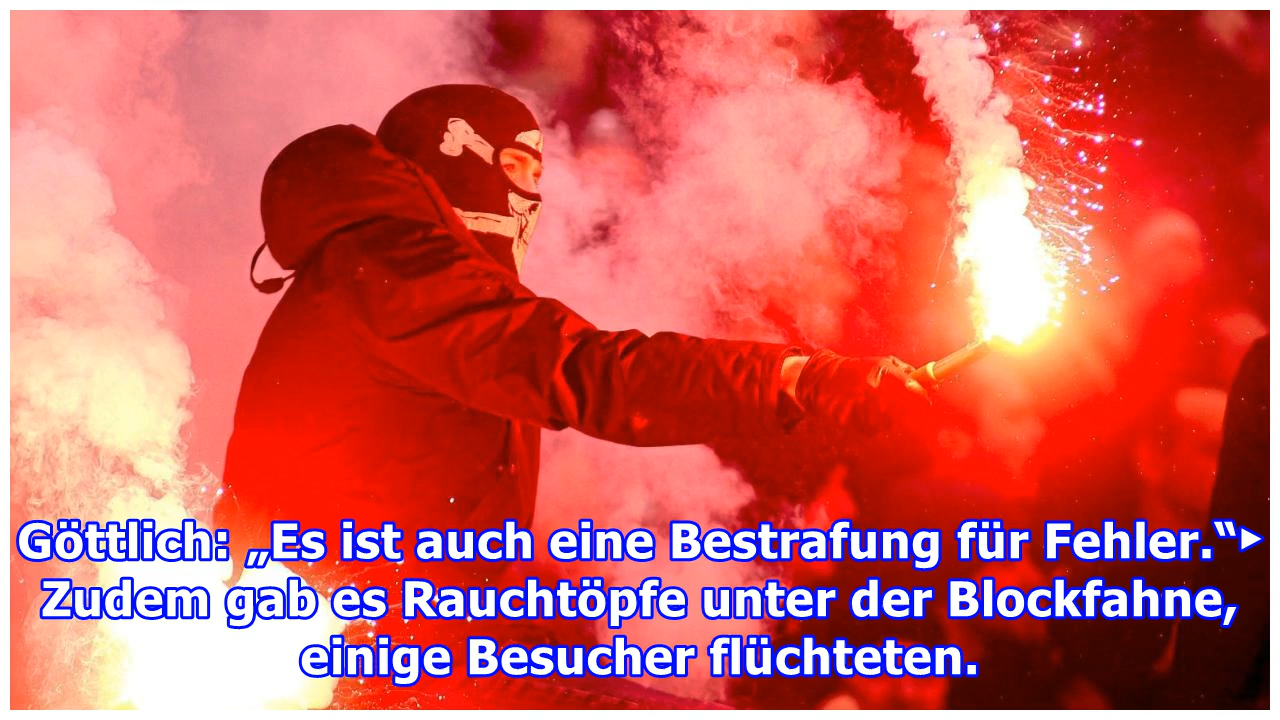 Göttlich: „Es ist auch eine Bestrafung für Fehler.“▸
Zudem gab es Rauchtöpfe unter der Blockfahne,
einige Besucher flüchteten.